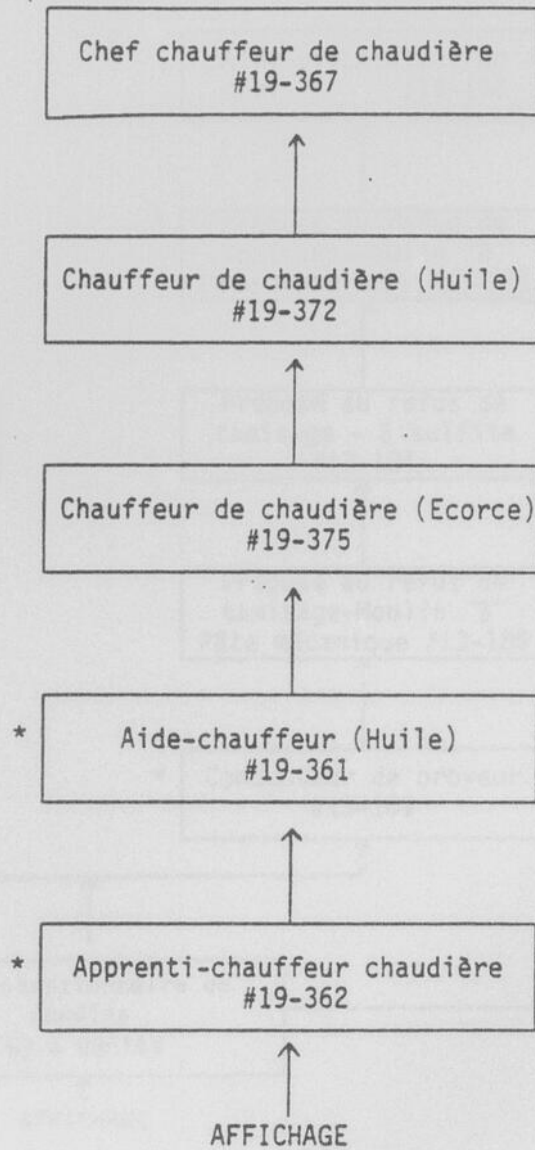 Chef chauffeur de chaudière
#19-367
Chauffeur de chaudière (Huile)
#19-372
Chauffeur de chaudière (Ecorce)
#19-375
* Aide-chauffeur (Huile)
#19-361
* Apprenti-chauffeur chaudière
#19-362
AFFICHAGE